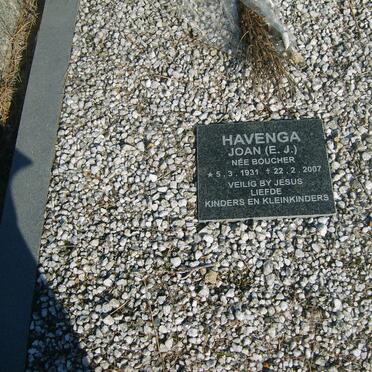 HAVENGA
JOAN (E. J.)
NÉE BOUCHER
★ 5 . 3 . 1931 † 22 . 2 . 2007
VEILIG BY JESUS
LIEFDE
KINDERS EN KLEINKINDERS